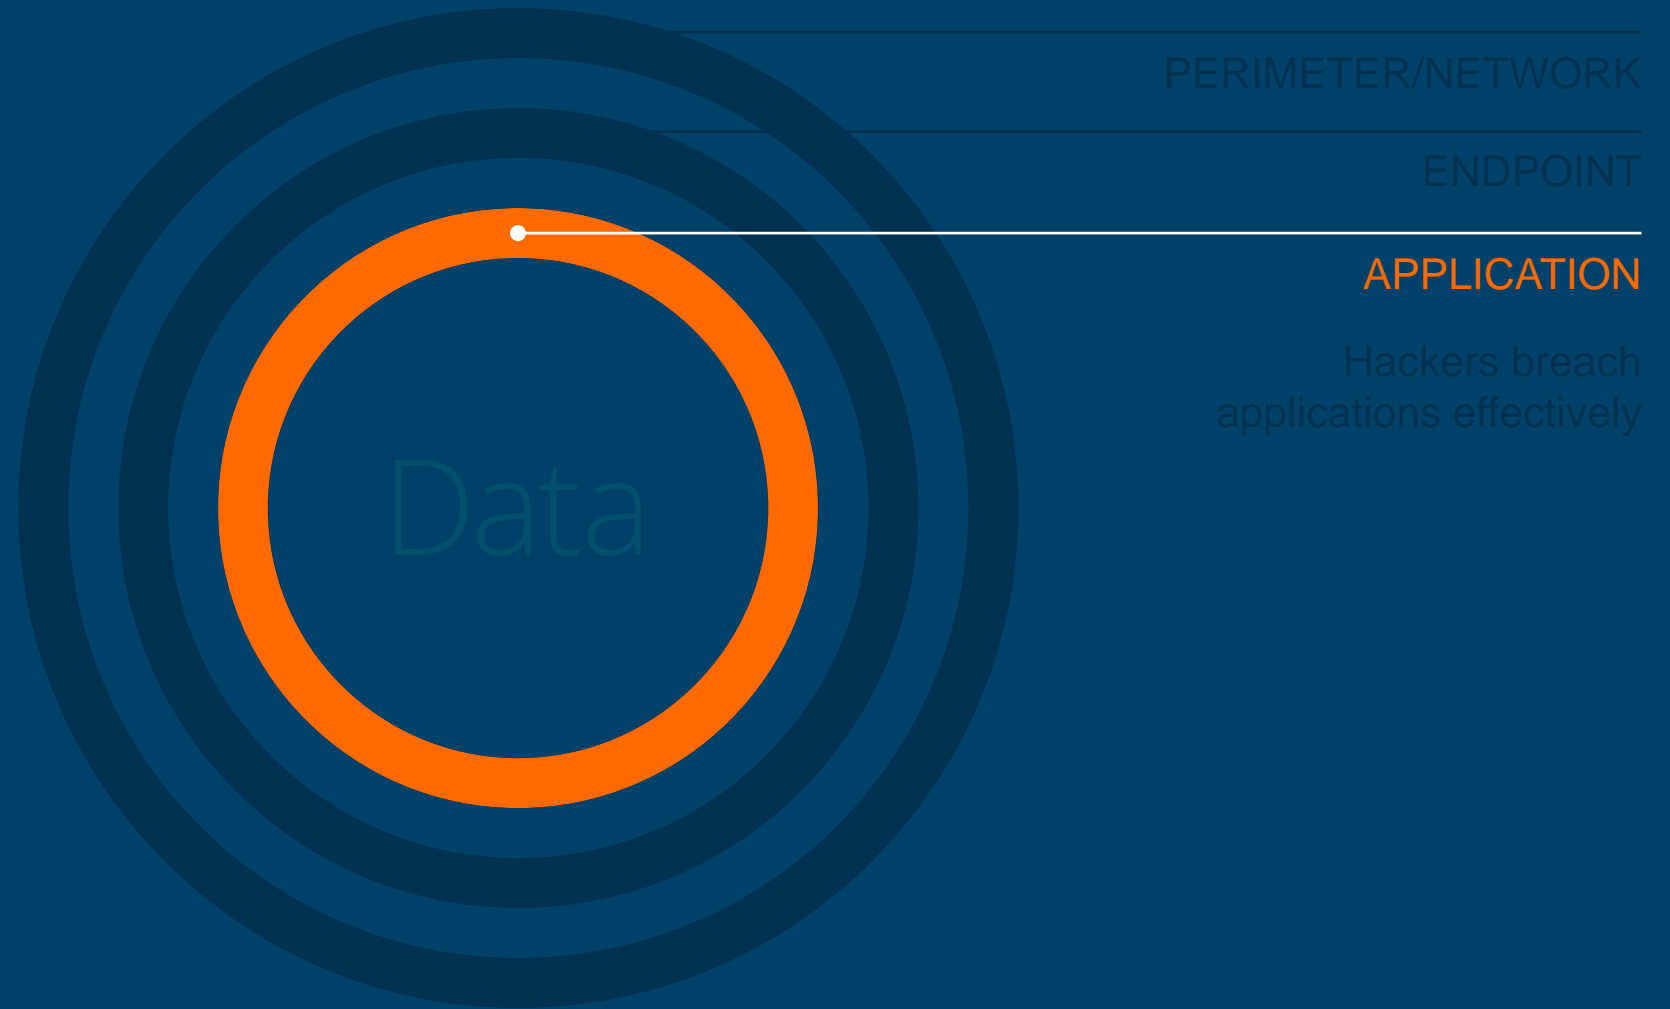 PERIMETER/NETWORK
ENDPOINT
APPLICATION
Hackers breach
applications effectively
Data